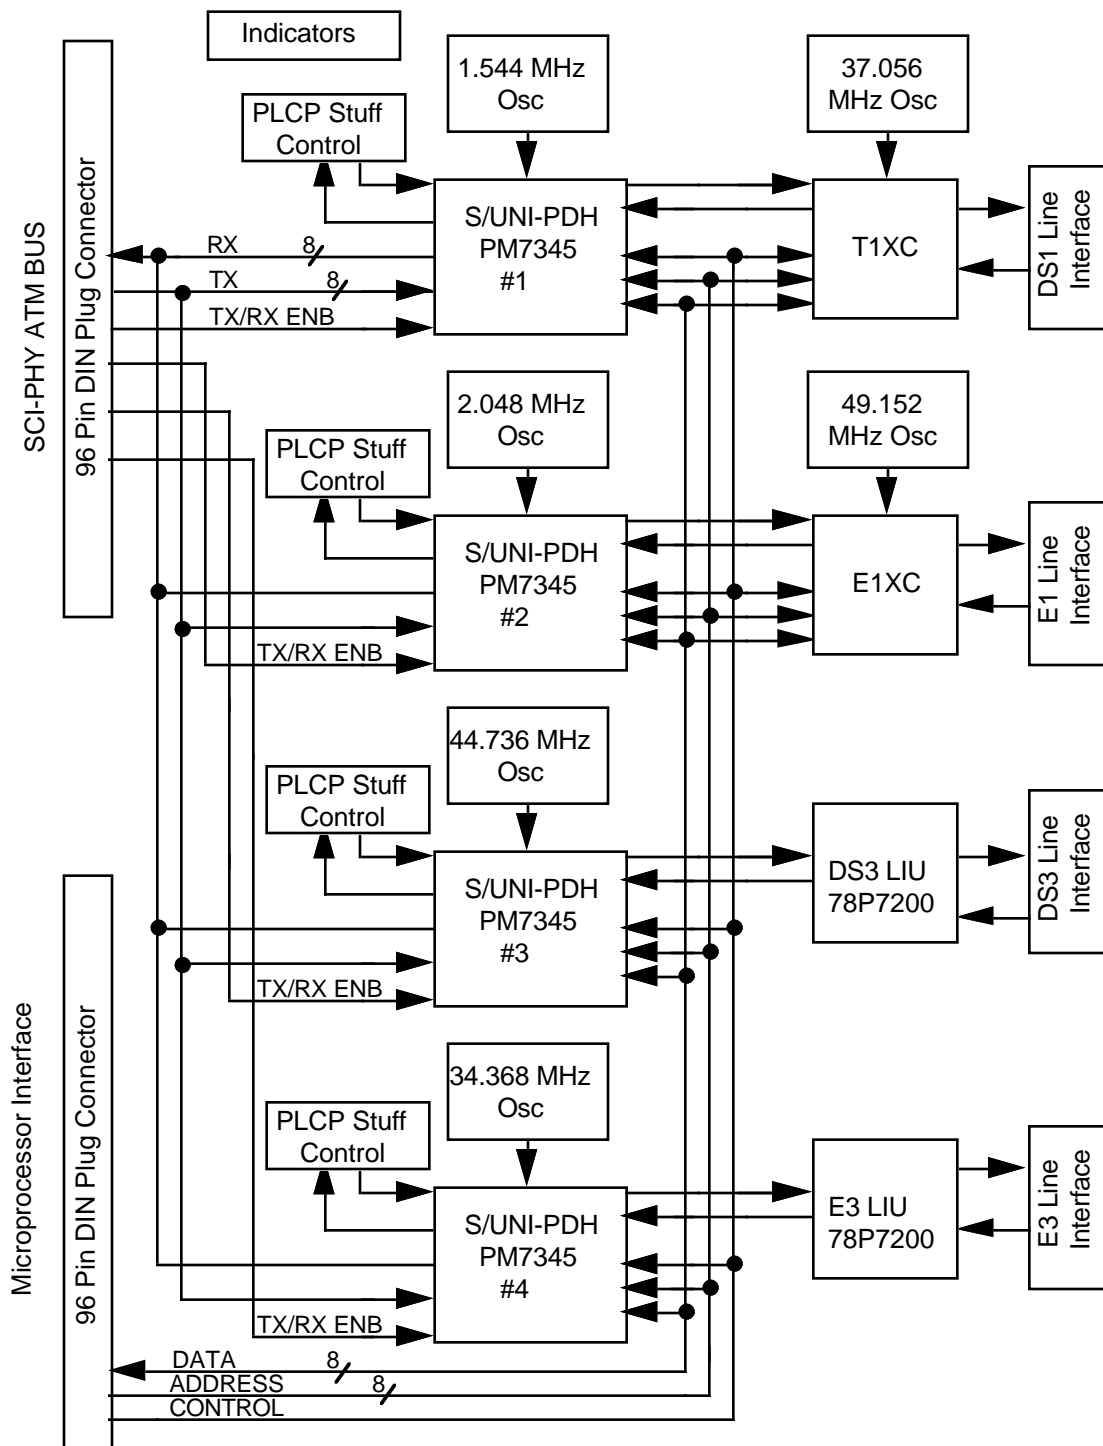 Indicators
1.544 MHz
Osc
37.056
MHz Osc
PLCP Stuff
Control
S/UNI-PDH
PM7345
#1
T1XC
DS1 Line
Interface
RX
8
TX
8
TX/RX ENB
SCI-PHY ATM BUS
96 Pin DIN Plug Connector
2.048 MHz
Osc
49.152
MHz Osc
PLCP Stuff
Control
S/UNI-PDH
PM7345
#2
E1XC
E1 Line
Interface
TX/RX ENB
44.736 MHz
Osc
PLCP Stuff
Control
S/UNI-PDH
PM7345
#3
DS3 LIU
78P7200
DS3 Line
Interface
TX/RX ENB
Microprocessor Interface
96 Pin DIN Plug Connector
34.368 MHz
Osc
PLCP Stuff
Control
S/UNI-PDH
PM7345
#4
E3 LIU
78P7200
E3 Line
Interface
TX/RX ENB
DATA
8
ADDRESS
8
CONTROL